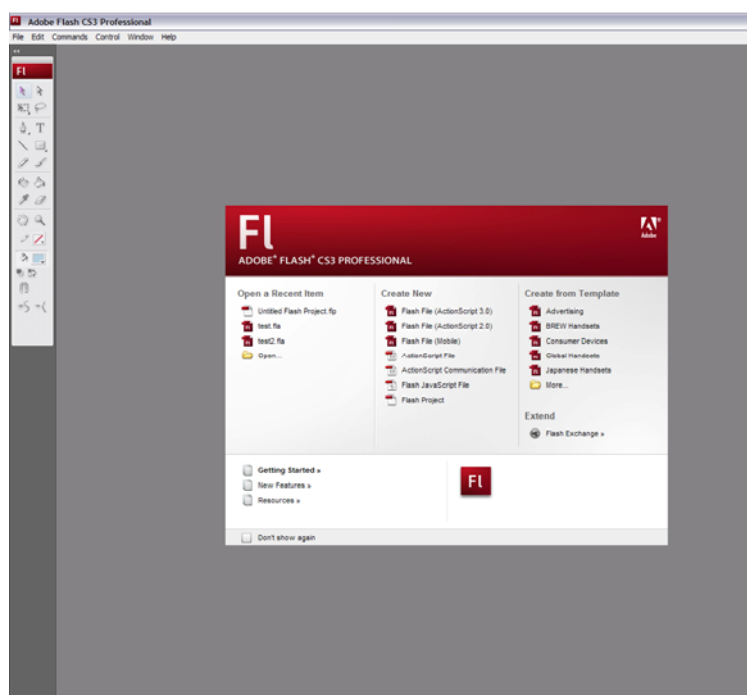 Adobe Flash CS3 Professional
File Edit Commands Control Window Help
Fl
T
Fl
ADOBE® FLASH® CS3 PROFESSIONAL
Adobe
Open a Recent Item
Untitled Flash Project.flp
test.fla
test2.fla
Open...
Create New
Flash File (ActionScript 3.0)
Flash File (ActionScript 2.0)
Flash File (Mobile)
ActionScript File
ActionScript Communication File
Flash JavaScript File
Flash Project
Create from Template
Advertising
BREW Handsets
Consumer Devices
Global Handsets
Japanese Handsets
More...
Extend
Flash Exchange »
Getting Started »
New Features »
Resources »
Fl
Don't show again